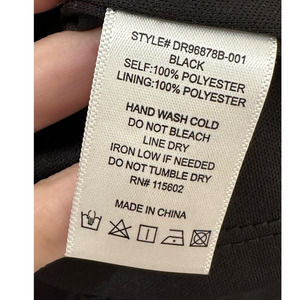 STYLE# DR96878B-001
BLACK
SELF:100% POLYESTER
LINING:100% POLYESTER
HAND WASH COLD
DO NOT BLEACH
LINE DRY
IRON LOW IF NEEDED
DO NOT TUMBLE DRY
RN# 115602
MADE IN CHINA